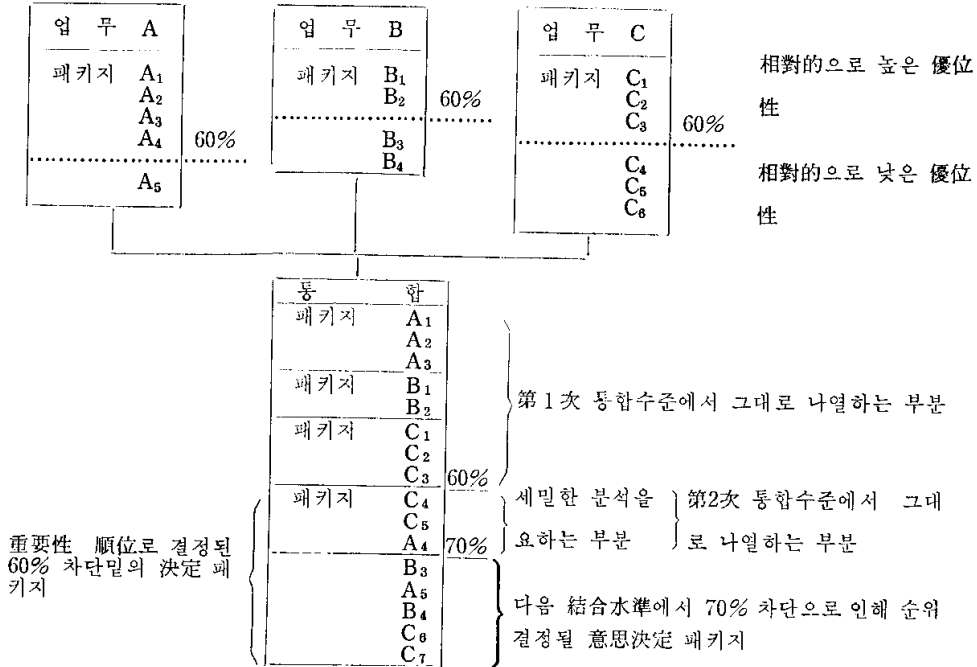 업 무 A
패키지 A₁
A₂
A₃
A₄ 60%
A₅
업 무 B
패키지 B₁
B₂ 60%
B₃
B₄
업 무 C
패키지 C₁
C₂
C₃ 60%
C₄
C₅
C₆
相對的으로 높은 優位
性
相對的으로 낮은 優位
性
통 합
패키지 A₁
A₂
A₃
패키지 B₁
B₂
패키지 C₁
C₂
C₃ 60%
패키지 C₄
C₅
A₄ 70%
B₃
A₅
B₄
C₆
C₇
第1次 통합수준에서 그대로 나열하는 부분
세밀한 분석을
요하는 부분
第2次 통합수준에서 그대
로 나열하는 부분
重要性 順位로 결정된
60% 차단밑의 決定 패
키지
다음 結合水準에서 70% 차단으로 인해 순위
결정될 意思決定 패키지